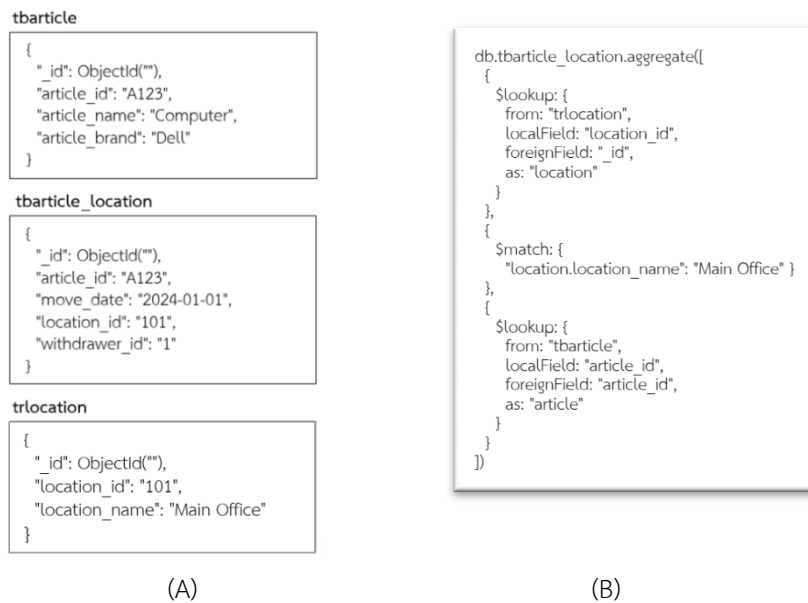 tbarticle
{
"_id": ObjectId(""),
"article_id": "A123",
"article_name": "Computer",
"article_brand": "Dell"
}
tbarticle_location
{
"_id": ObjectId(""),
"article_id": "A123",
"move_date": "2024-01-01",
"location_id": "101",
"withdrawer_id": "1"
}
trlocation
{
"_id": ObjectId(""),
"location_id": "101",
"location_name": "Main Office"
}
(A)
db.tbarticle_location.aggregate([
{
$lookup: {
from: "trlocation",
localField: "location_id",
foreignField: "_id",
as: "location"
}
},
{
$match: {
"location.location_name": "Main Office" }
},
{
$lookup: {
from: "tbarticle",
localField: "article_id",
foreignField: "article_id",
as: "article"
}
}
])
(B)